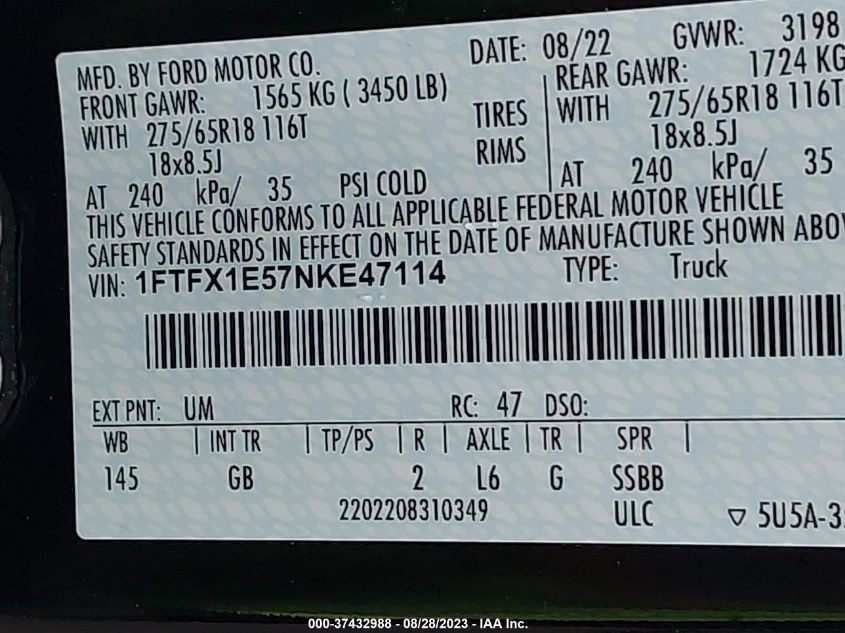 DATE: 08/22 GVWR: 3198
MFD. BY FORD MOTOR CO.
FRONT GAWR: 1565 KG ( 3450 LB) REAR GAWR: 1724 KG
WITH 275/65R18 116T TIRES WITH 275/65R18 116T
18x8.5J RIMS 18x8.5J
AT 240 kPa/ 35 PSI COLD AT 240 kPa/ 35
THIS VEHICLE CONFORMS TO ALL APPLICABLE FEDERAL MOTOR VEHICLE
SAFETY STANDARDS IN EFFECT ON THE DATE OF MANUFACTURE SHOWN ABOV
VIN: 1FTFX1E57NKE47114 TYPE: Truck
EXT PNT: UM RC: 47 DSO:
WB | INT TR | TP/PS | R | AXLE | TR | SPR |
145 GB 2 L6 G SSBB
2202208310349 ULC ▽ 5U5A-3
000-37432988 - 08/28/2023 - IAA Inc.